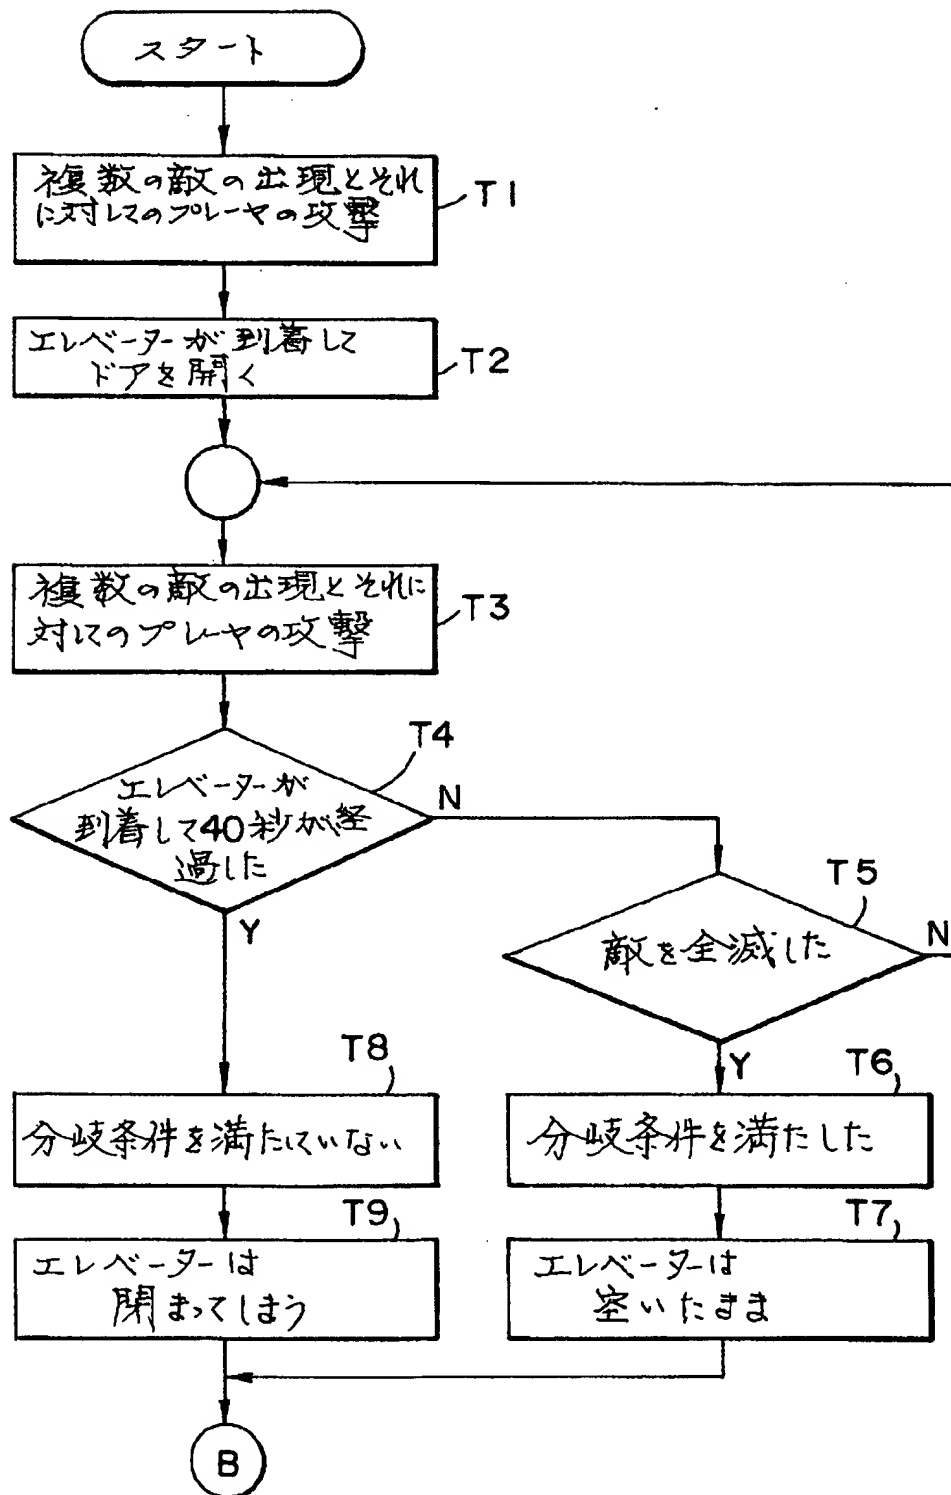 スタート
複数の敵の出現とそれ
に対してのプレーヤの攻撃
T1
エレベーターが到着して
ドアを開く
T2
複数の敵の出現とそれに
対してのプレーヤの攻撃
T3
T4
エレベーターが
到着して40秒が経
過した
N
Y
T5
敵を全滅した
N
Y
T8
分岐条件を満たしていない
T6
分岐条件を満たした
T9
エレベーターは
閉まってしまう
T7
エレベーターは
空いたまま
B